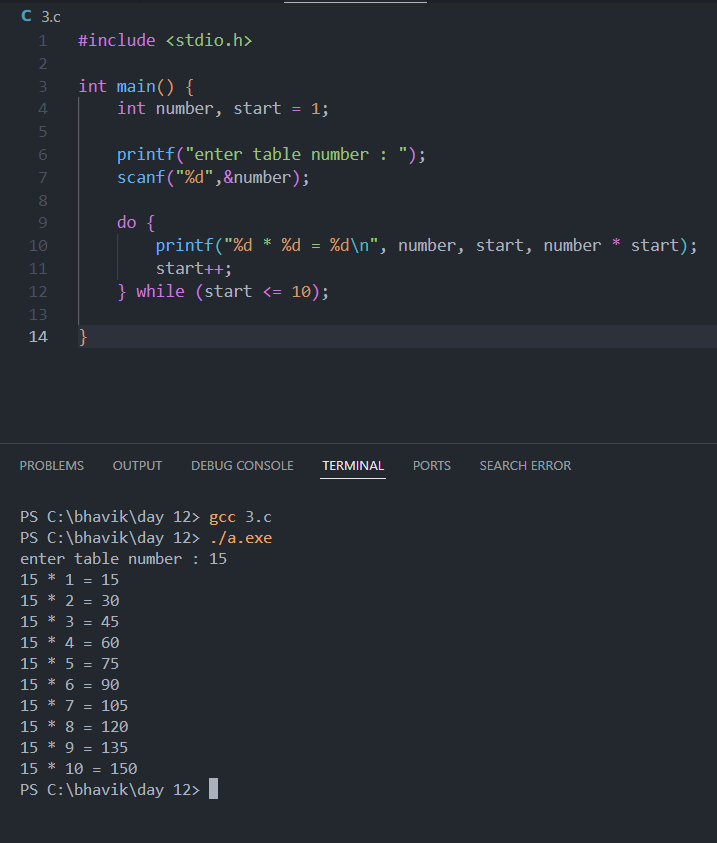 C 3.c
1 #include <stdio.h>
2
3 int main() {
4     int number, start = 1;
5
6     printf("enter table number : ");
7     scanf("%d",&number);
8
9     do {
10         printf("%d * %d = %d\n", number, start, number * start);
11         start++;
12     } while (start <= 10);
13
14 }
PROBLEMS OUTPUT DEBUG CONSOLE TERMINAL PORTS SEARCH ERROR
PS C:\bhavik\day 12> gcc 3.c
PS C:\bhavik\day 12> ./a.exe
enter table number : 15
15 * 1 = 15
15 * 2 = 30
15 * 3 = 45
15 * 4 = 60
15 * 5 = 75
15 * 6 = 90
15 * 7 = 105
15 * 8 = 120
15 * 9 = 135
15 * 10 = 150
PS C:\bhavik\day 12>